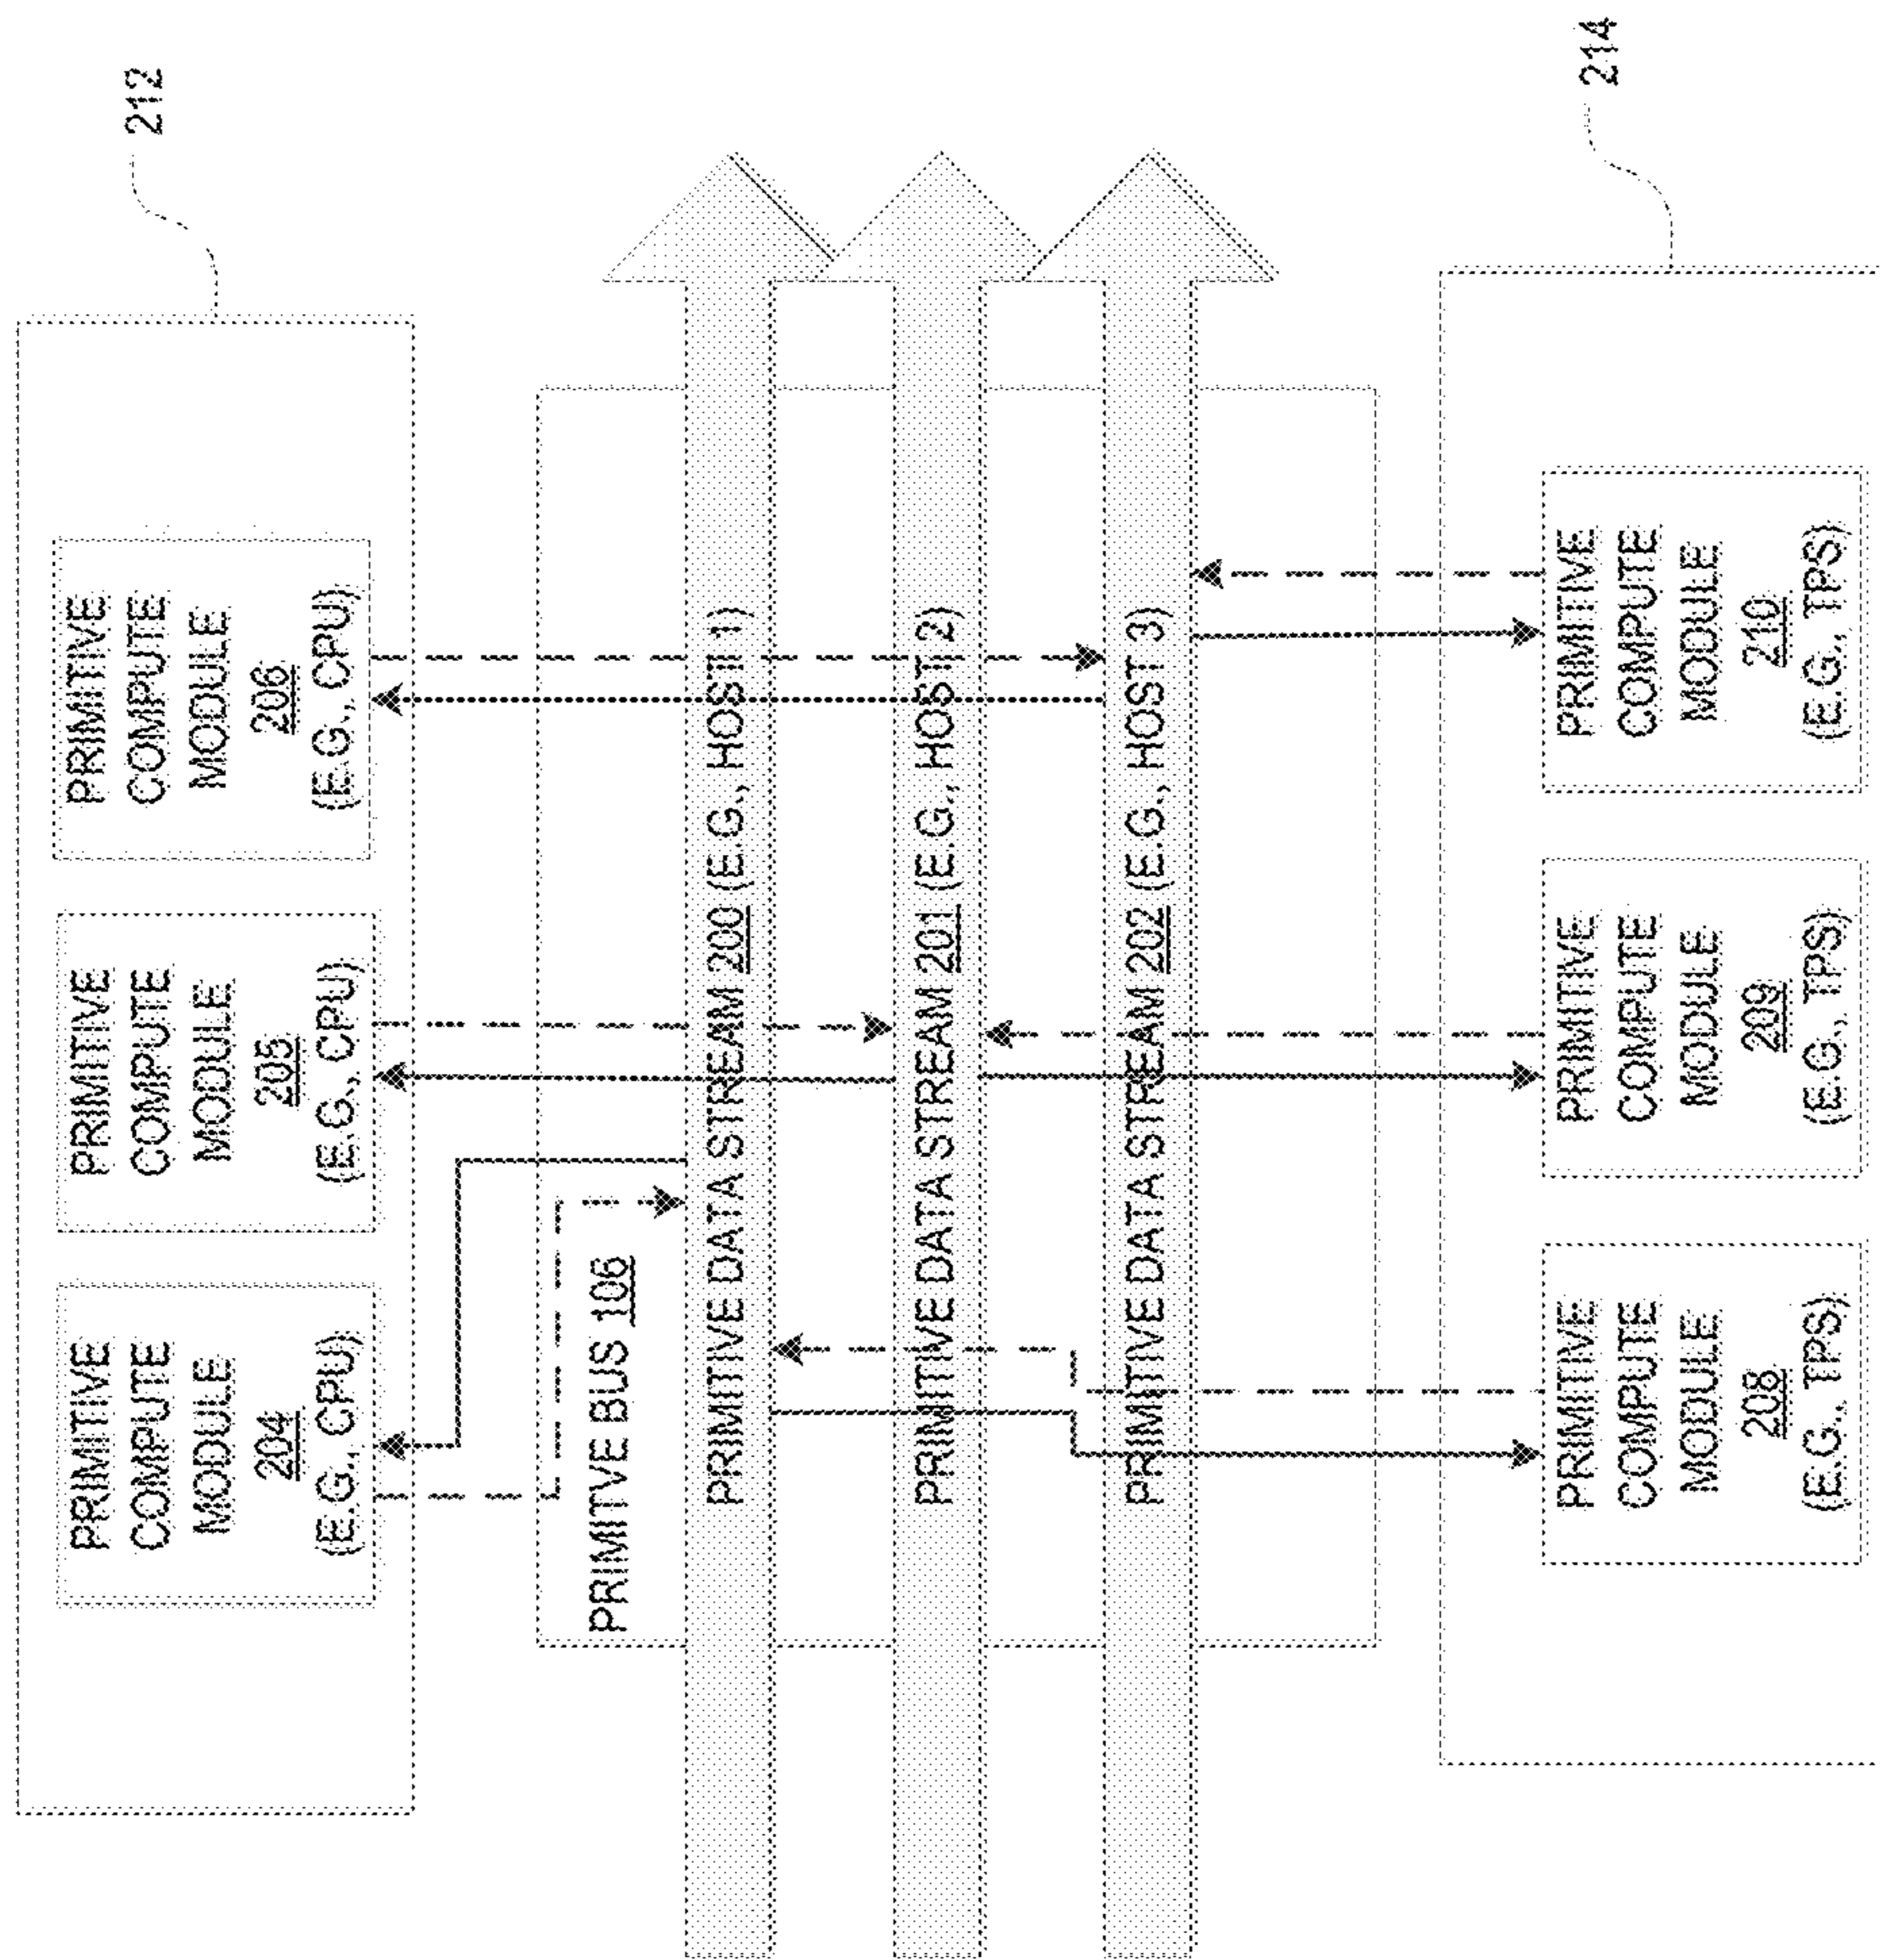 212
PRIMITIVE
COMPUTE
MODULE
204
(E.G., CPU)
PRIMITIVE
COMPUTE
MODULE
205
(E.G., CPU)
PRIMITIVE
COMPUTE
MODULE
206
(E.G., CPU)
PRIMITVE BUS 106
PRIMITIVE DATA STREAM 200 (E.G., HOST 1)
PRIMITIVE DATA STREAM 201 (E.G., HOST 2)
PRIMITIVE DATA STREAM 202 (E.G., HOST 3)
PRIMITIVE
COMPUTE
MODULE
208
(E.G., TPS)
PRIMITIVE
COMPUTE
MODULE
209
(E.G., TPS)
PRIMITIVE
COMPUTE
MODULE
210
(E.G., TPS)
214